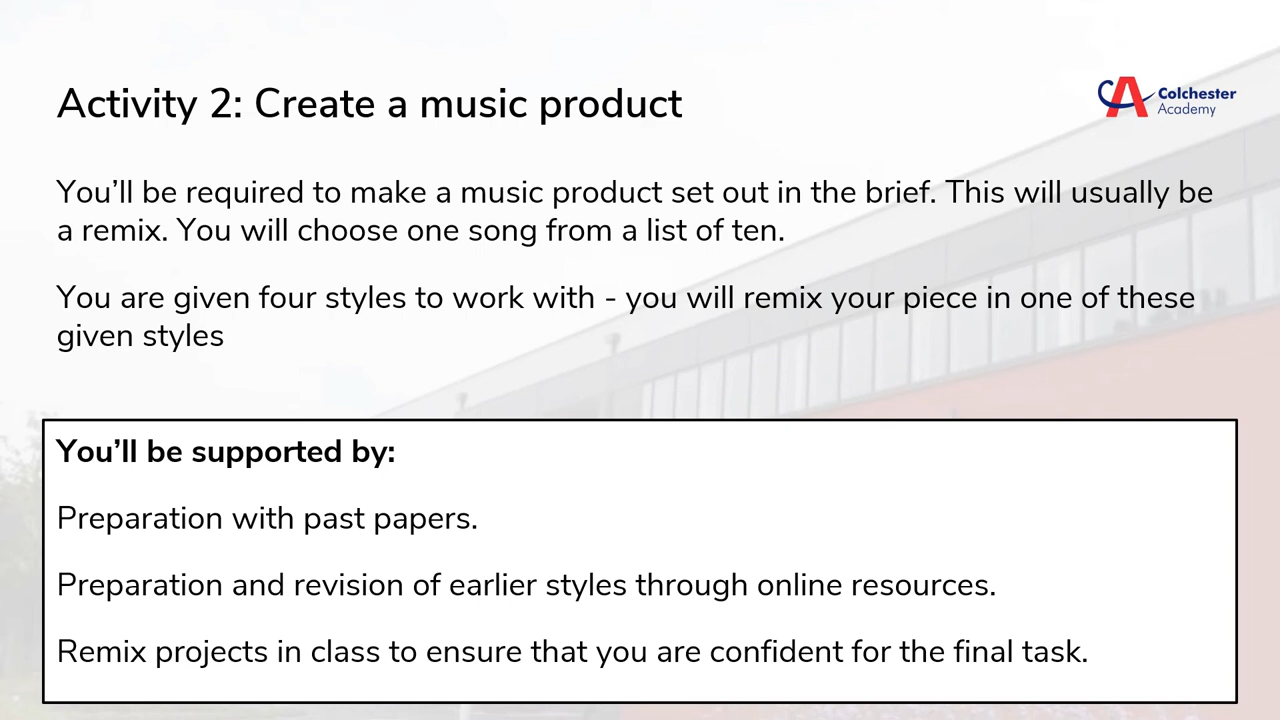 Activity 2: Create a music product
Colchester
Academy
You’ll be required to make a music product set out in the brief. This will usually be
a remix. You will choose one song from a list of ten.
You are given four styles to work with - you will remix your piece in one of these
given styles
You’ll be supported by:
Preparation with past papers.
Preparation and revision of earlier styles through online resources.
Remix projects in class to ensure that you are confident for the final task.